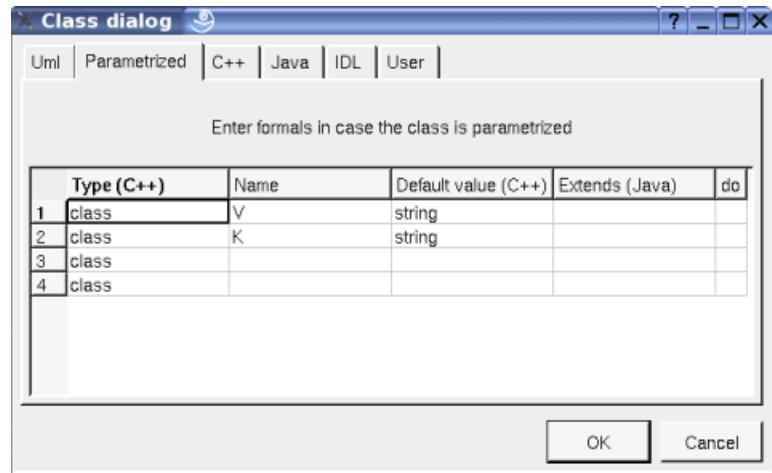 Class dialog ? _ X
Uml Parametrized C++ Java IDL User
Enter formals in case the class is parametrized
Type (C++) Name Default value (C++) Extends (Java) do
1 class V string
2 class K string
3 class
4 class
OK Cancel